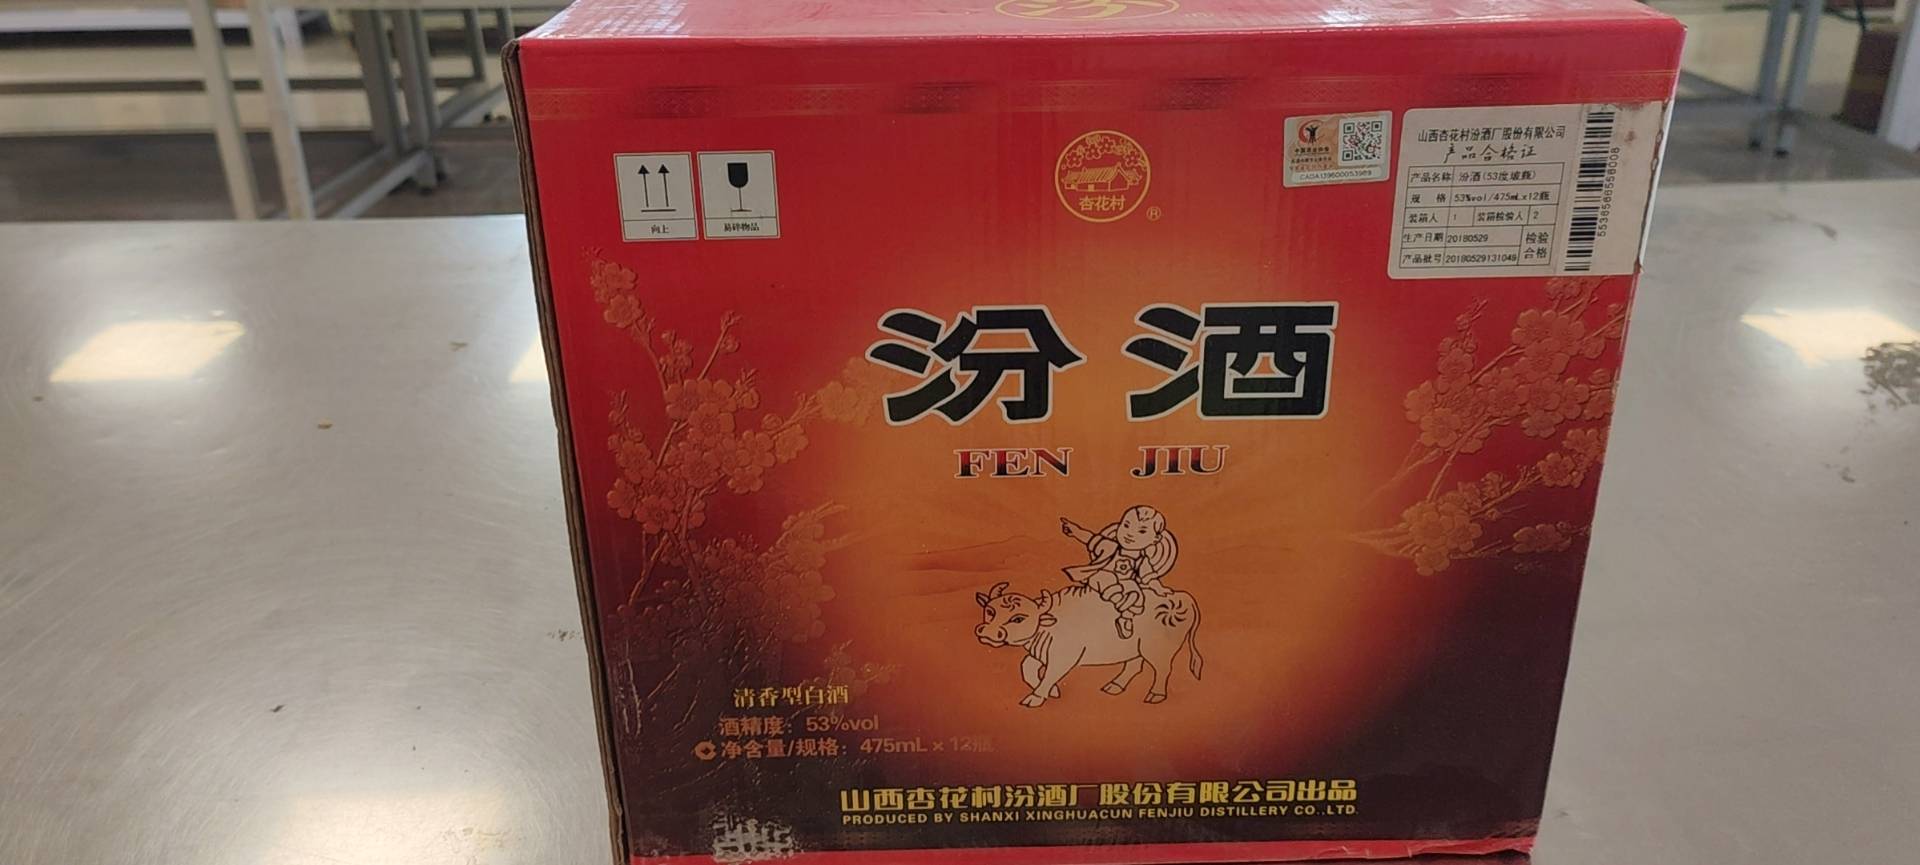 向上
易碎物品
杏花村
®
CADA139600053989
山西杏花村汾酒厂股份有限公司
产品合格证
产品名称 汾酒(53度玻瓶)
规 格 53%vol/475mL×12瓶
装箱人 1 装箱检验人 2
生产日期 20180529 检验
产品批号 20180529131049 合格
汾酒
FEN JIU
清香型白酒
酒精度：53%vol
净含量/规格：475mL×12瓶
山西杏花村汾酒厂股份有限公司出品
PRODUCED BY SHANXI XINGHUACUN FENJIU DISTILLERY CO.,LTD.